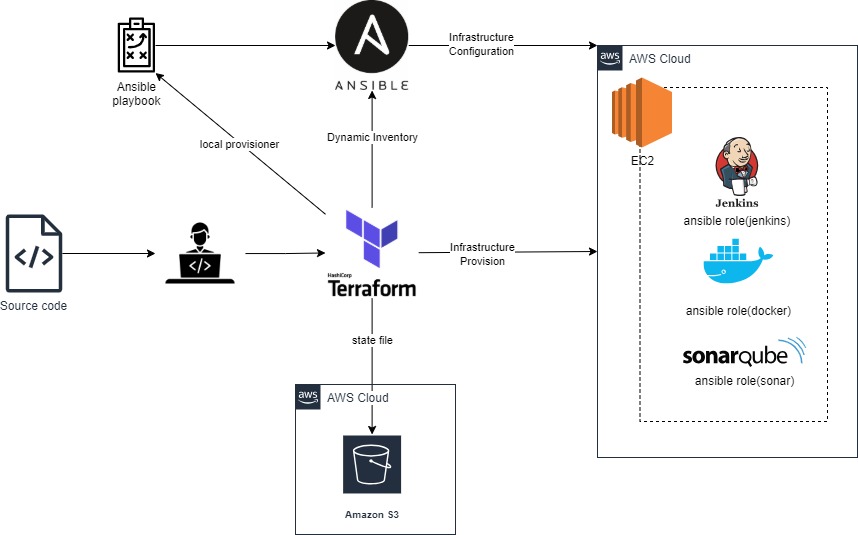 Ansible
playbook
ANSIBLE
Infrastructure
Configuration
aws
AWS Cloud
local provisioner
Dynamic Inventory
EC2
Jenkins
ansible role(jenkins)
Source code
HashiCorp
Terraform
Infrastructure
Provision
ansible role(docker)
state file
sonarqube
ansible role(sonar)
aws
AWS Cloud
Amazon S3